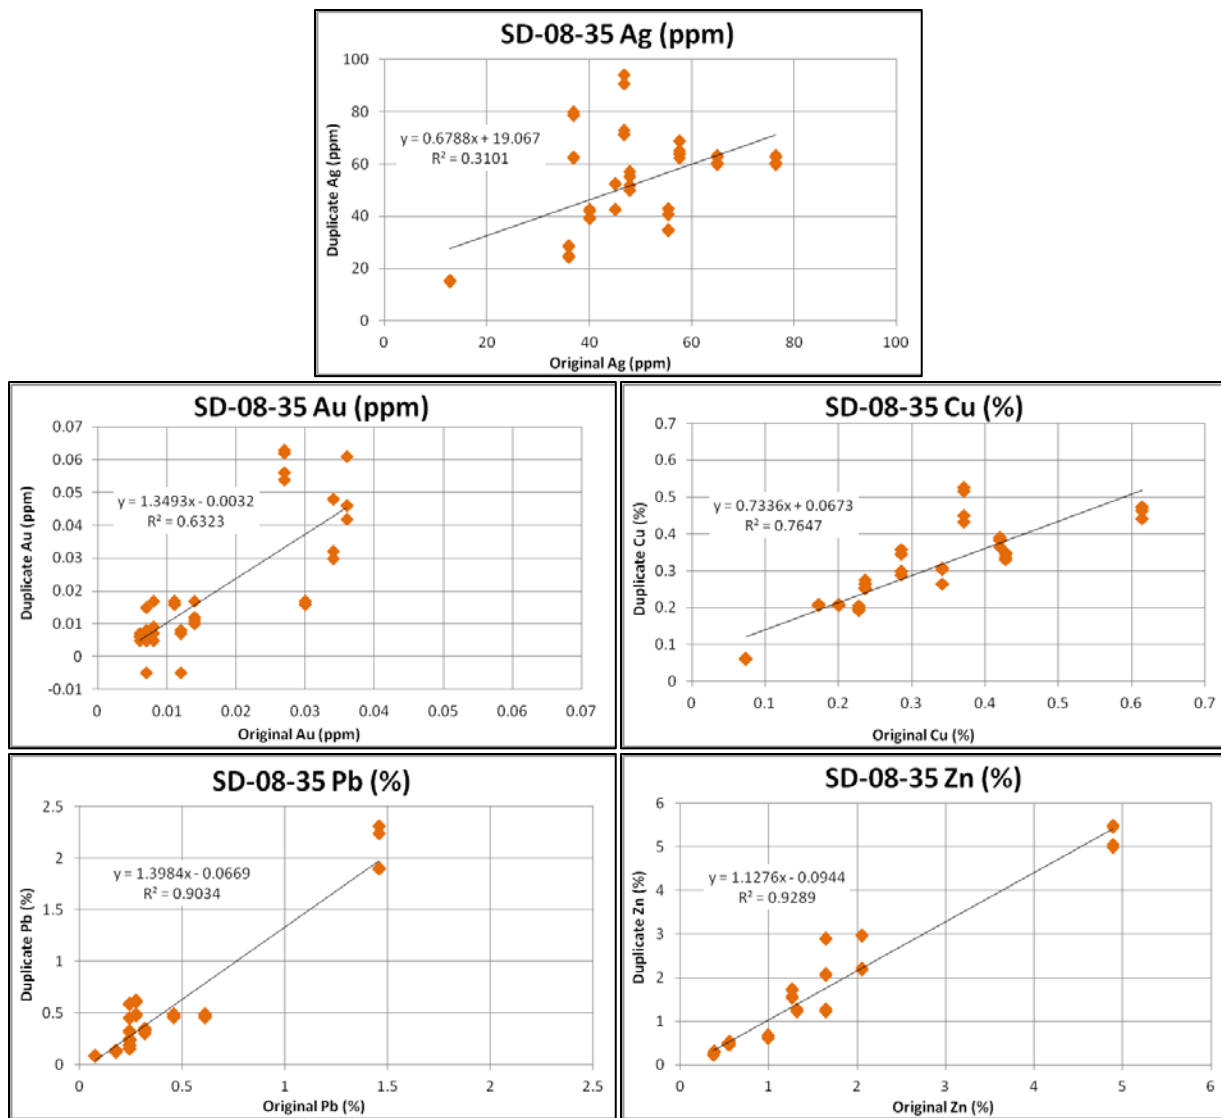 SD-08-35 Ag (ppm)
100
80
60
40
20
0
y = 0.6788x + 19.067
R² = 0.3101
Duplicate Ag (ppm)
0 20 40 60 80 100
Original Ag (ppm)
SD-08-35 Au (ppm)
0.07
0.06
0.05
0.04
0.03
0.02
0.01
0
-0.01
y = 1.3493x - 0.0032
R² = 0.6323
Duplicate Au (ppm)
0 0.01 0.02 0.03 0.04 0.05 0.06 0.07
Original Au (ppm)
SD-08-35 Cu (%)
0.7
0.6
0.5
0.4
0.3
0.2
0.1
0
y = 0.7336x + 0.0673
R² = 0.7647
Duplicate Cu (%)
0 0.1 0.2 0.3 0.4 0.5 0.6 0.7
Original Cu (%)
SD-08-35 Pb (%)
2.5
2
1.5
1
0.5
0
y = 1.3984x - 0.0669
R² = 0.9034
Duplicate Pb (%)
0 0.5 1 1.5 2 2.5
Original Pb (%)
SD-08-35 Zn (%)
6
5
4
3
2
1
0
y = 1.1276x - 0.0944
R² = 0.9289
Duplicate Zn (%)
0 1 2 3 4 5 6
Original Zn (%)